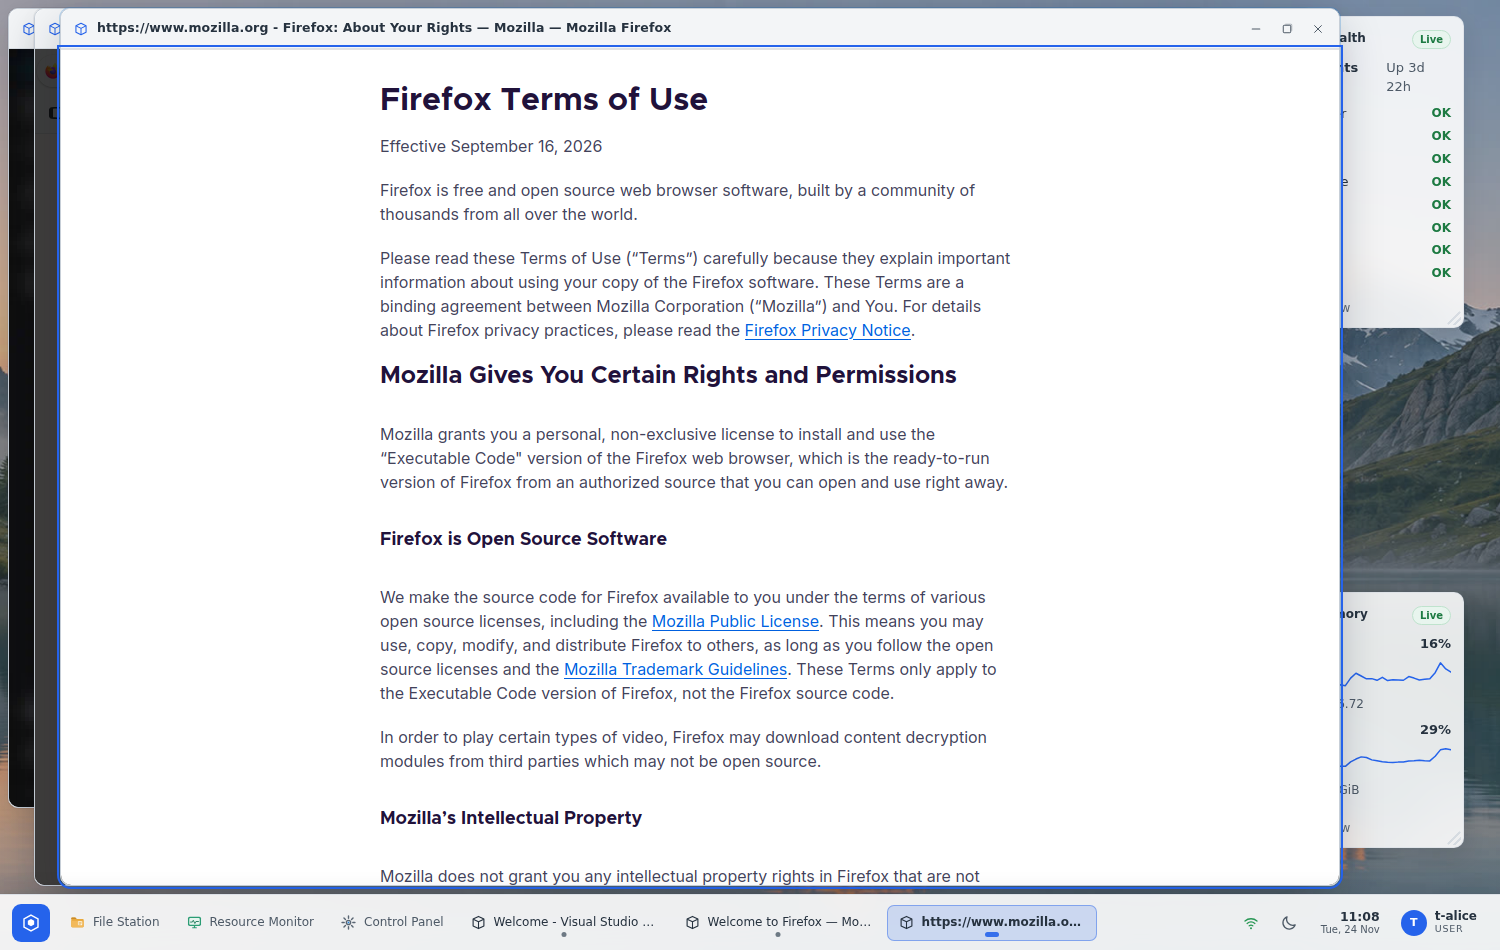 https://www.mozilla.org - Firefox: About Your Rights — Mozilla — Mozilla Firefox
Firefox Terms of Use
Effective September 16, 2026
Firefox is free and open source web browser software, built by a community of
thousands from all over the world.
Please read these Terms of Use (“Terms”) carefully because they explain important
information about using your copy of the Firefox software. These Terms are a
binding agreement between Mozilla Corporation (“Mozilla”) and You. For details
about Firefox privacy practices, please read the Firefox Privacy Notice.
Mozilla Gives You Certain Rights and Permissions
Mozilla grants you a personal, non-exclusive license to install and use the
“Executable Code" version of the Firefox web browser, which is the ready-to-run
version of Firefox from an authorized source that you can open and use right away.
Firefox is Open Source Software
We make the source code for Firefox available to you under the terms of various
open source licenses, including the Mozilla Public License. This means you may
use, copy, modify, and distribute Firefox to others, as long as you follow the open
source licenses and the Mozilla Trademark Guidelines. These Terms only apply to
the Executable Code version of Firefox, not the Firefox source code.
In order to play certain types of video, Firefox may download content decryption
modules from third parties which may not be open source.
Mozilla’s Intellectual Property
Mozilla does not grant you any intellectual property rights in Firefox that are not
Live
Up 3d
22h
OK
OK
OK
OK
OK
OK
OK
OK
Live
16%
29%
GiB
File Station
Resource Monitor
Control Panel
Welcome - Visual Studio ...
Welcome to Firefox — Mo...
https://www.mozilla.o...
11:08
Tue, 24 Nov
T
t-alice
USER